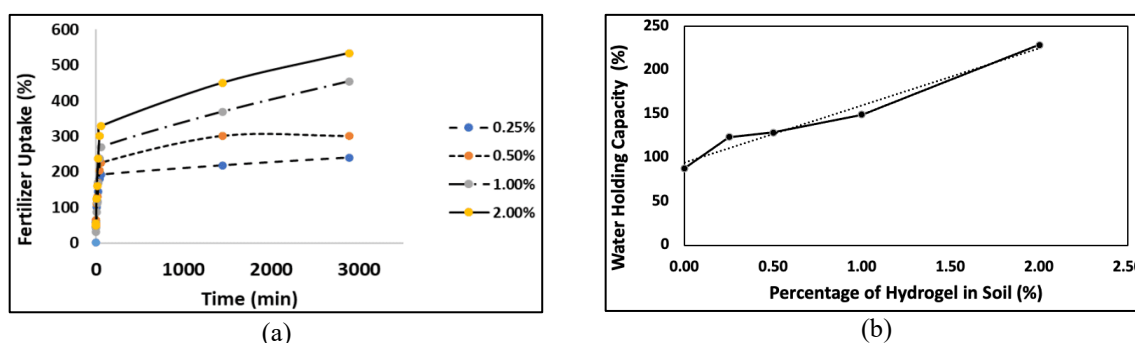 Fertilizer Uptake (%)
600
500
400
300
200
100
0
0 1000 2000 3000
Time (min)
0.25%
0.50%
1.00%
2.00%
(a)
Water Holding Capacity (%)
250
200
150
100
50
0
0.00 0.50 1.00 1.50 2.00 2.50
Percentage of Hydrogel in Soil (%)
(b)